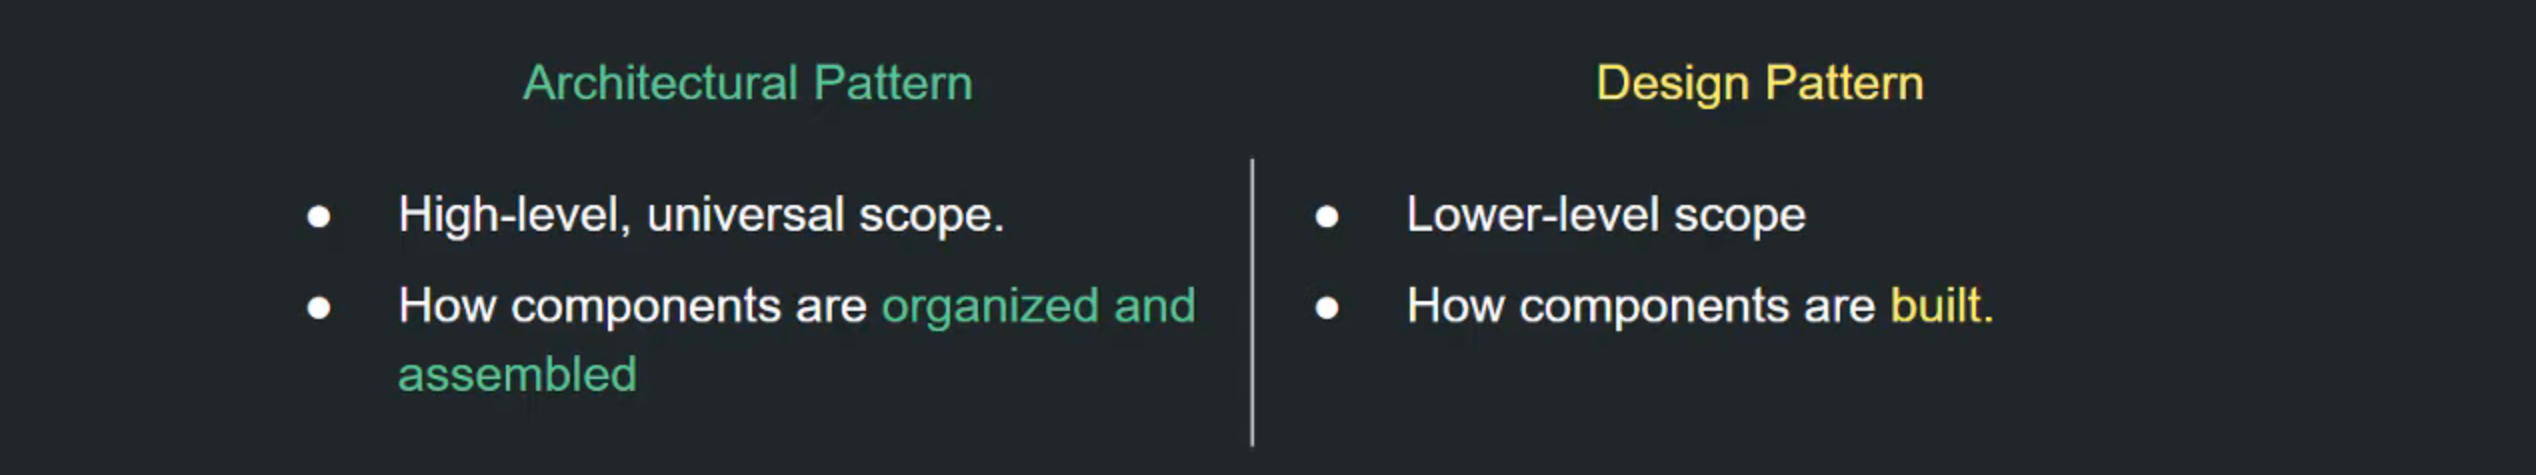 Architectural Pattern
● High-level, universal scope.
● How components are organized and
assembled
Design Pattern
● Lower-level scope
● How components are built.